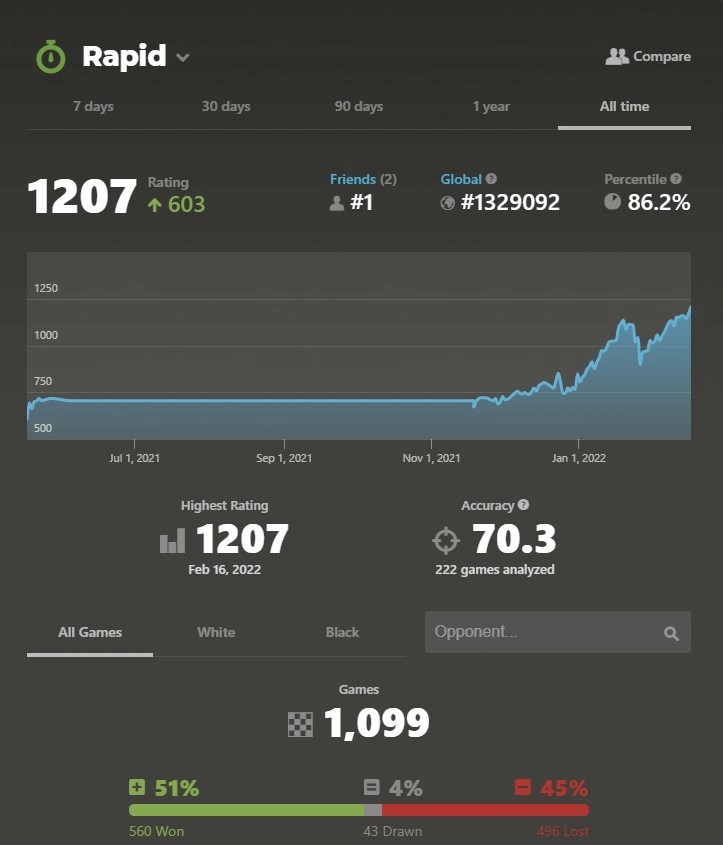 Rapid
Compare
7 days 30 days 90 days 1 year All time
Rating Friends (2) Global Percentile
1207 603 #1 #1329092 86.2%
1250
1000
750
500
Jul 1, 2021 Sep 1, 2021 Nov 1, 2021 Jan 1, 2022
Highest Rating Accuracy
1207 70.3
Feb 16, 2022 222 games analyzed
All Games White Black Opponent...
Games
1,099
51% 4% 45%
560 Won 43 Drawn 496 Lost